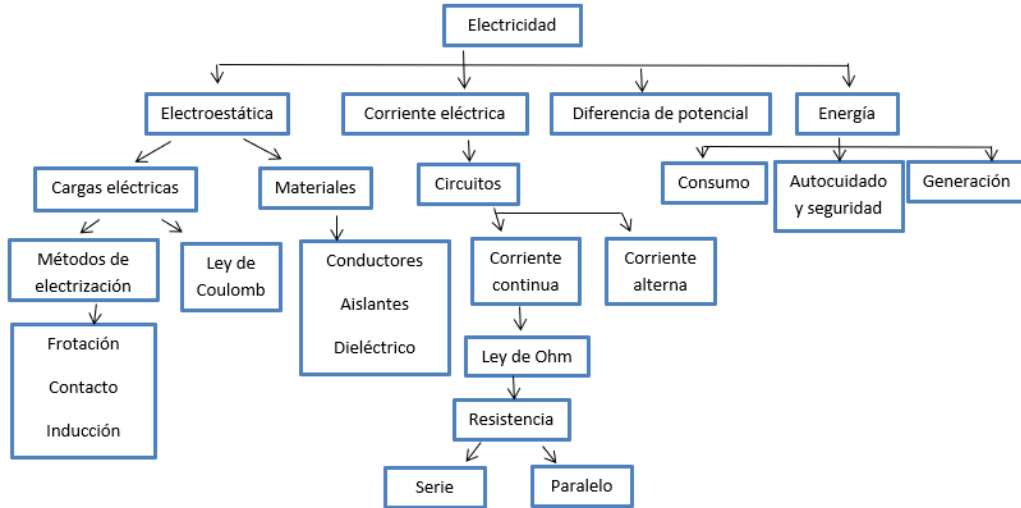 Electricidad
Electroestática
Corriente eléctrica
Diferencia de potencial
Energía
Cargas eléctricas
Materiales
Circuitos
Consumo
Autocuidado
y seguridad
Generación
Métodos de
electrización
Ley de
Coulomb
Conductores
Aislantes
Dieléctrico
Corriente
continua
Corriente
alterna
Frotación
Contacto
Inducción
Ley de Ohm
Resistencia
Serie
Paralelo